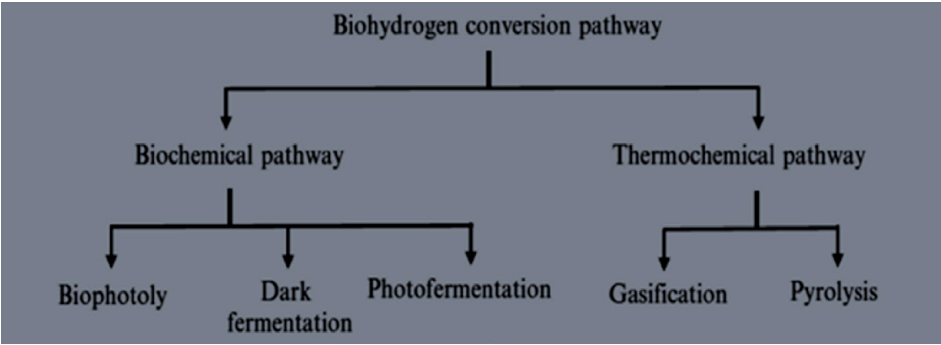 Biohydrogen conversion pathway
Biochemical pathway
Thermochemical pathway
Biophotoly
Dark
fermentation
Photofermentation
Gasification
Pyrolysis